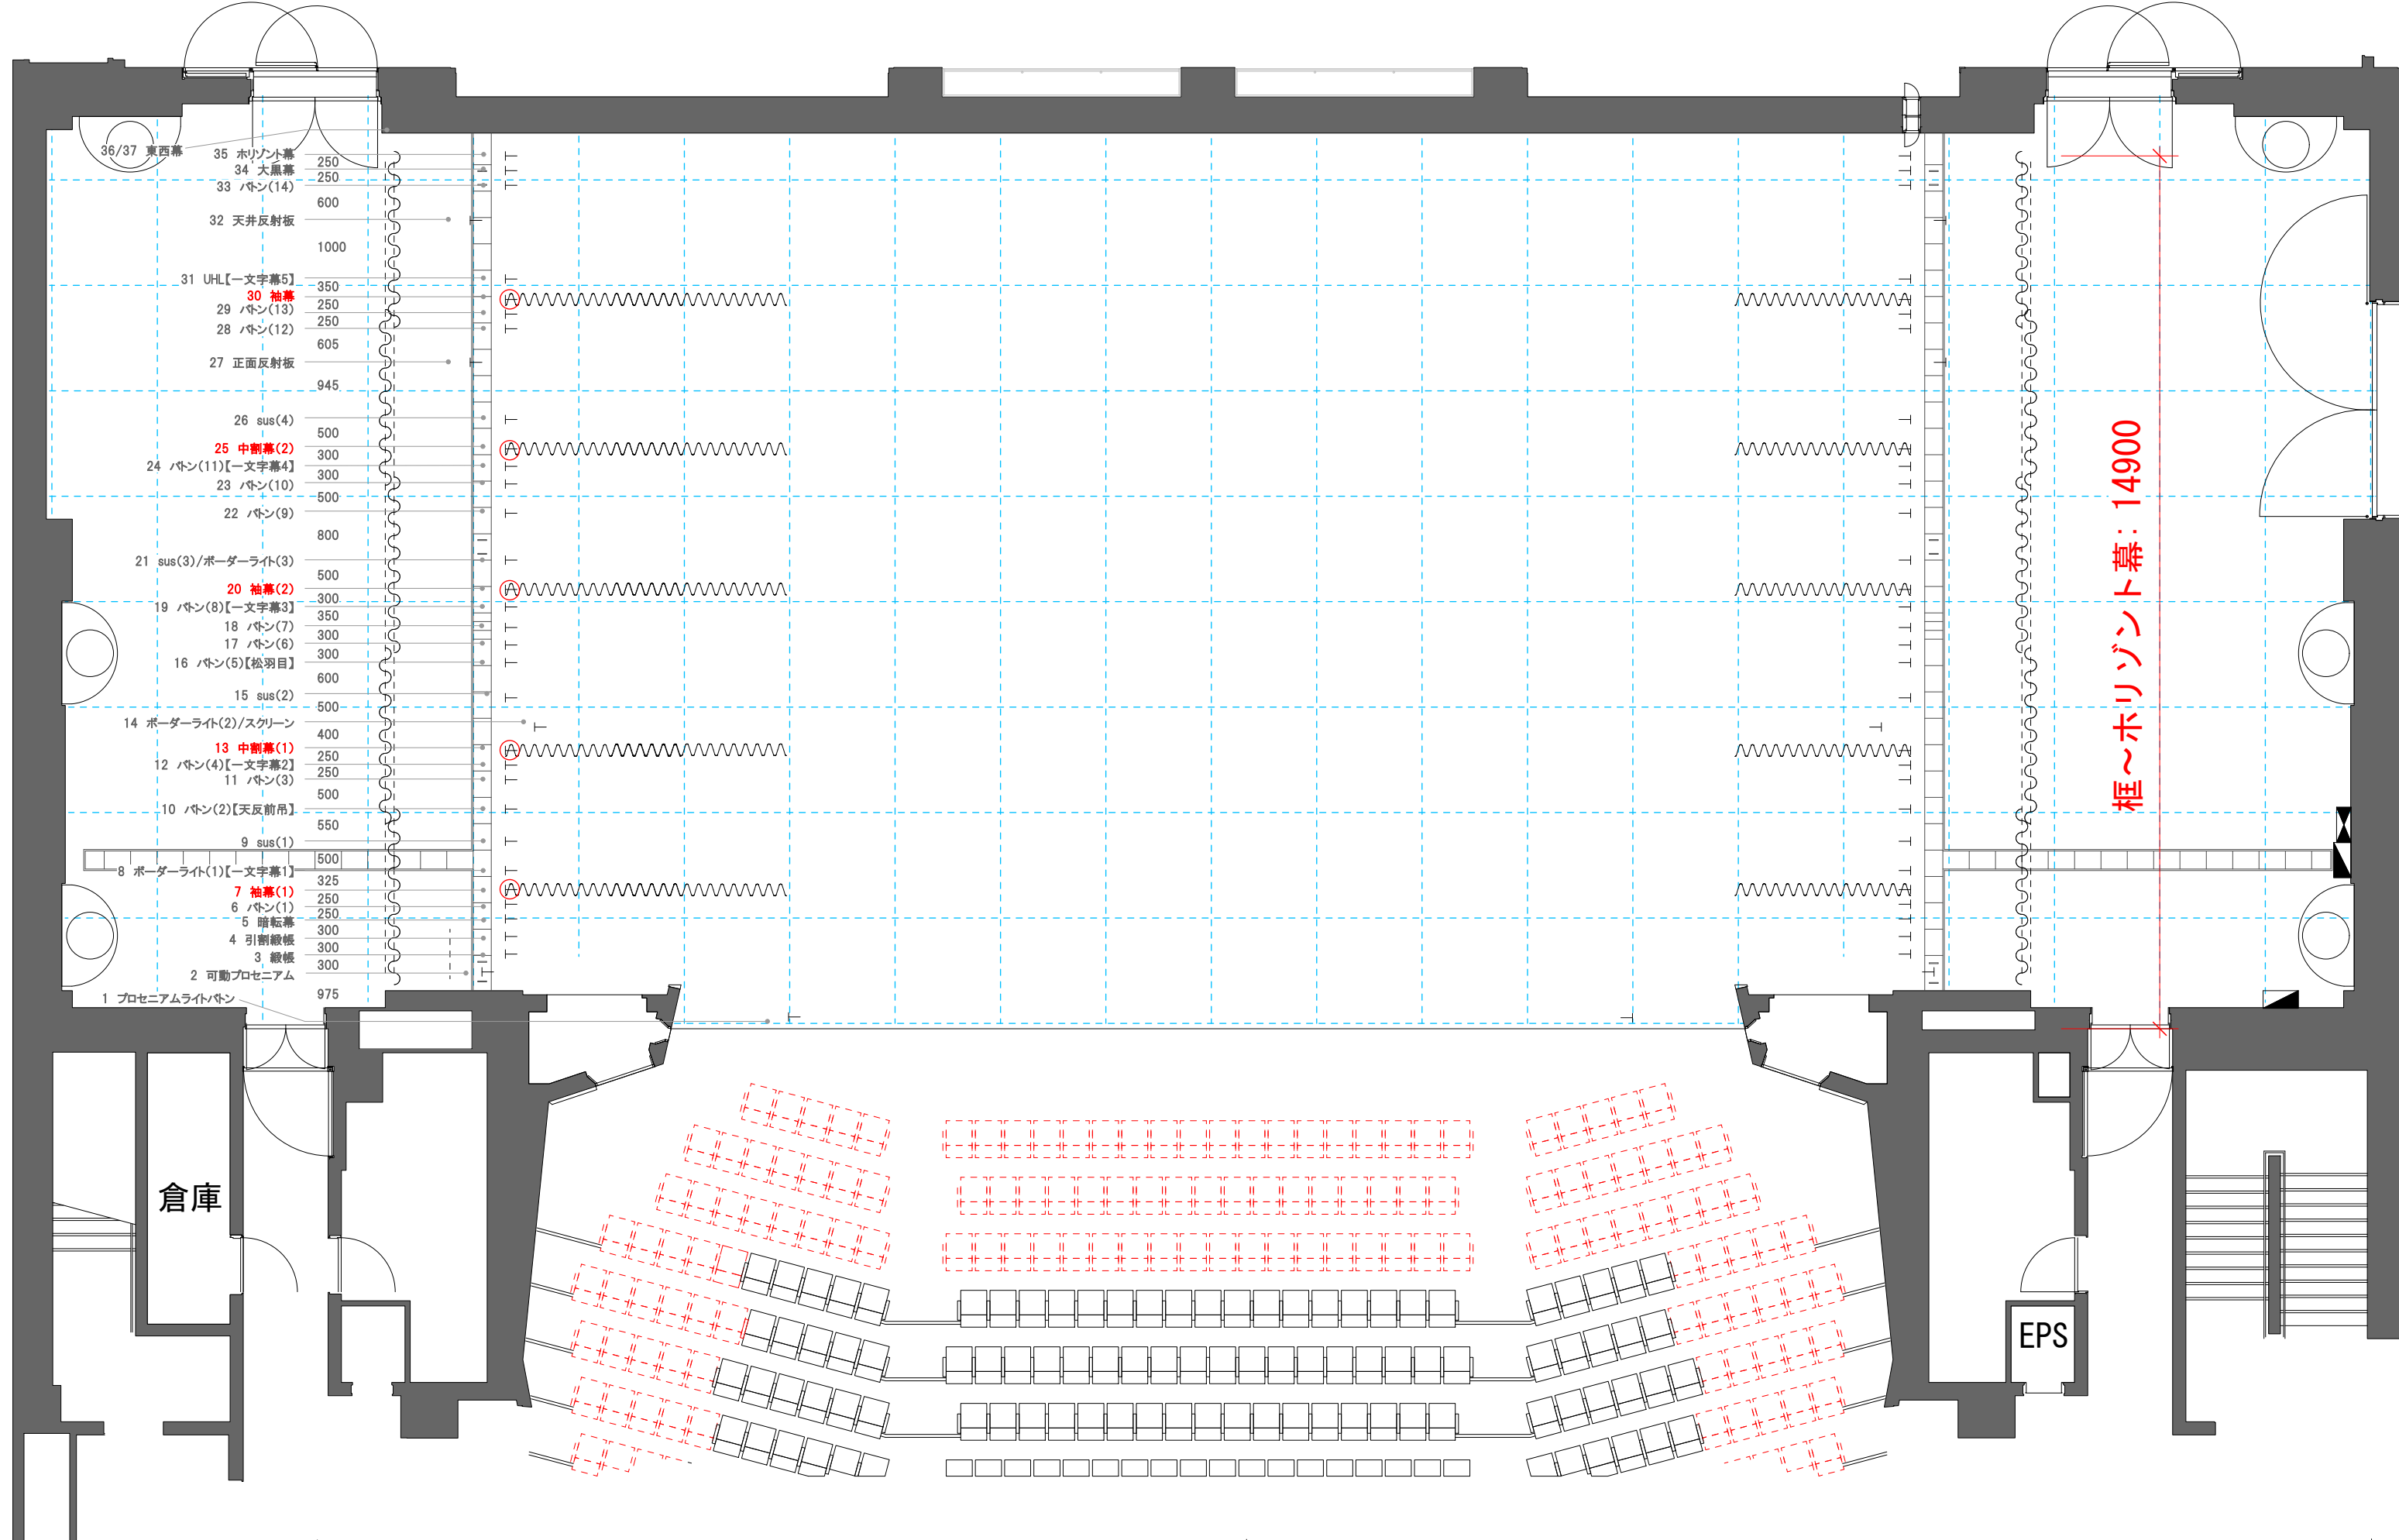 36/37 東西幕
35 ホリゾント幕
250
34 大黒幕
250
33 バトン(14)
600
32 天井反射板
1000
31 UHL【一文字幕5】
350
30 袖幕
250
29 バトン(13)
250
28 バトン(12)
605
27 正面反射板
945
26 sus(4)
500
25 中割幕(2)
300
24 バトン(11)【一文字幕4】
300
23 バトン(10)
500
22 バトン(9)
800
21 sus(3)/ボーダーライト(3)
500
20 袖幕(2)
300
19 バトン(8)【一文字幕3】
350
18 バトン(7)
300
17 バトン(6)
300
16 バトン(5)【松羽目】
600
15 sus(2)
500
14 ボーダーライト(2)/スクリーン
400
13 中割幕(1)
250
12 バトン(4)【一文字幕2】
250
11 バトン(3)
500
10 バトン(2)【天反前吊】
550
9 sus(1)
500
8 ボーダーライト(1)【一文字幕1】
325
7 袖幕(1)
250
6 バトン(1)
250
5 暗転幕
300
4 引割緞帳
300
3 緞帳
300
2 可動プロセニアム
975
1 プロセニアムライトバトン
框～ホリゾント幕：14900
倉庫
EPS